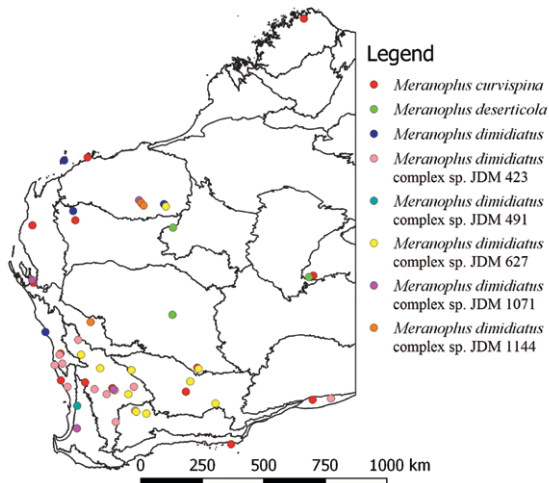 Legend
Meranoplus curvispina
Meranoplus deserticola
Meranoplus dimidiatus
Meranoplus dimidiatus
complex sp. JDM 423
Meranoplus dimidiatus
complex sp. JDM 491
Meranoplus dimidiatus
complex sp. JDM 627
Meranoplus dimidiatus
complex sp. JDM 1071
Meranoplus dimidiatus
complex sp. JDM 1144
0 250 500 750 1000 km